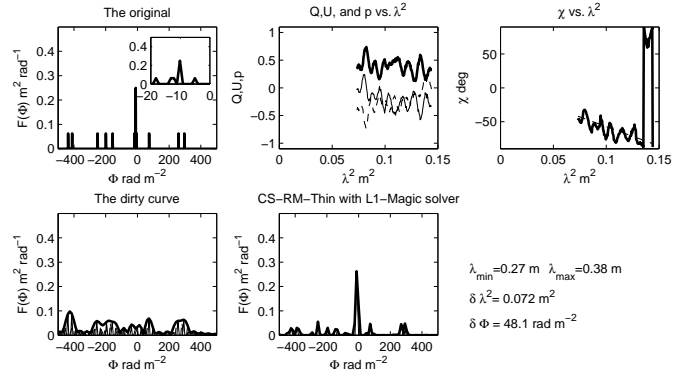 The original
Q,U, and p vs. λ²
χ vs. λ²
F(Φ) m² rad⁻¹
0.4
0.3
0.2
0.1
0
−400 −200 0 200 400
Φ rad m⁻²
0.4
0.2
0
−20 −10 0
Q,U,p
1
0.5
0
−0.5
−1
0 0.05 0.1 0.15
λ² m²
χ deg
50
0
−50
0 0.05 0.1 0.15
λ² m²
The dirty curve
CS−RM−Thin with L1−Magic solver
F(Φ) m² rad⁻¹
0.4
0.3
0.2
0.1
0
−400 −200 0 200 400
Φ rad m⁻²
F(Φ) m² rad⁻¹
0.4
0.3
0.2
0.1
0
−400 −200 0 200 400
Φ rad m⁻²
λmin=0.27 m λmax=0.38 m
δ λ²= 0.072 m²
δ Φ = 48.1 rad m⁻²